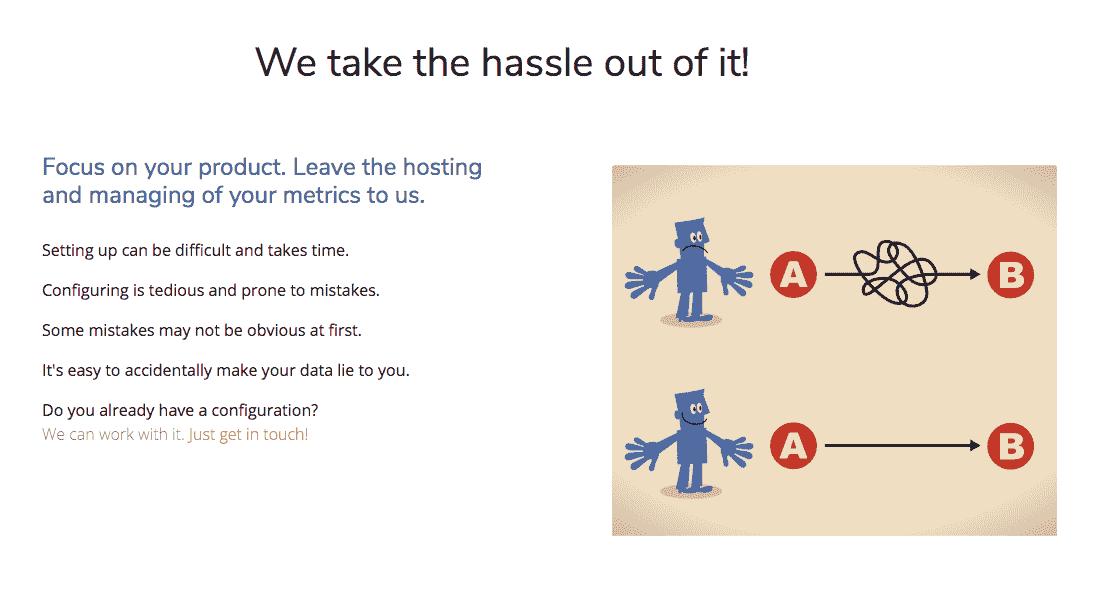 We take the hassle out of it!
Focus on your product. Leave the hosting
and managing of your metrics to us.
Setting up can be difficult and takes time.
Configuring is tedious and prone to mistakes.
Some mistakes may not be obvious at first.
It's easy to accidentally make your data lie to you.
Do you already have a configuration?
We can work with it. Just get in touch!
A B
A B